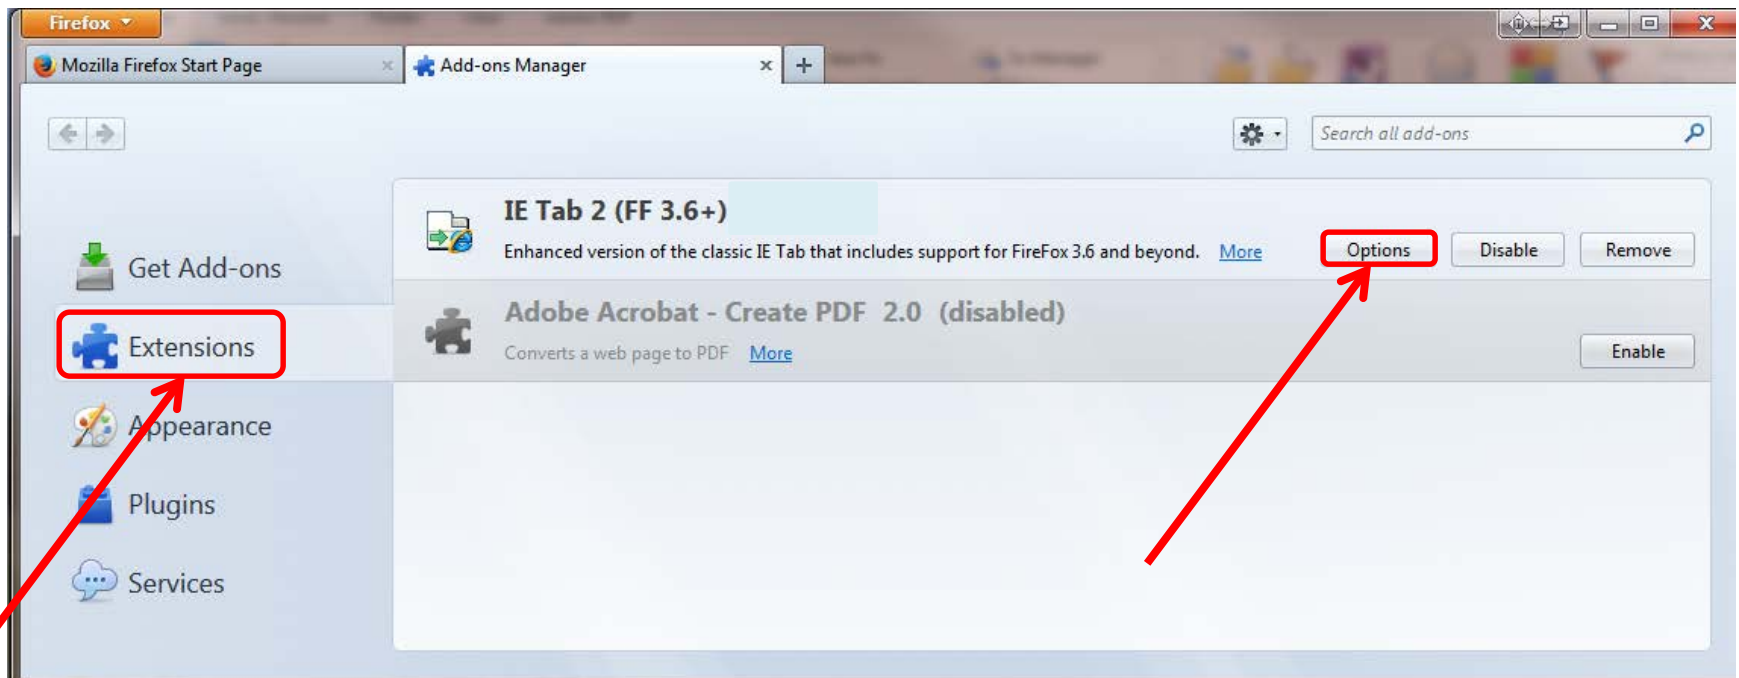 Firefox
Mozilla Firefox Start Page
Add-ons Manager
Search all add-ons
IE Tab 2 (FF 3.6+)
Enhanced version of the classic IE Tab that includes support for FireFox 3.6 and beyond. More
Options Disable Remove
Get Add-ons
Adobe Acrobat - Create PDF 2.0 (disabled)
Extensions
Converts a web page to PDF More
Enable
Appearance
Plugins
Services